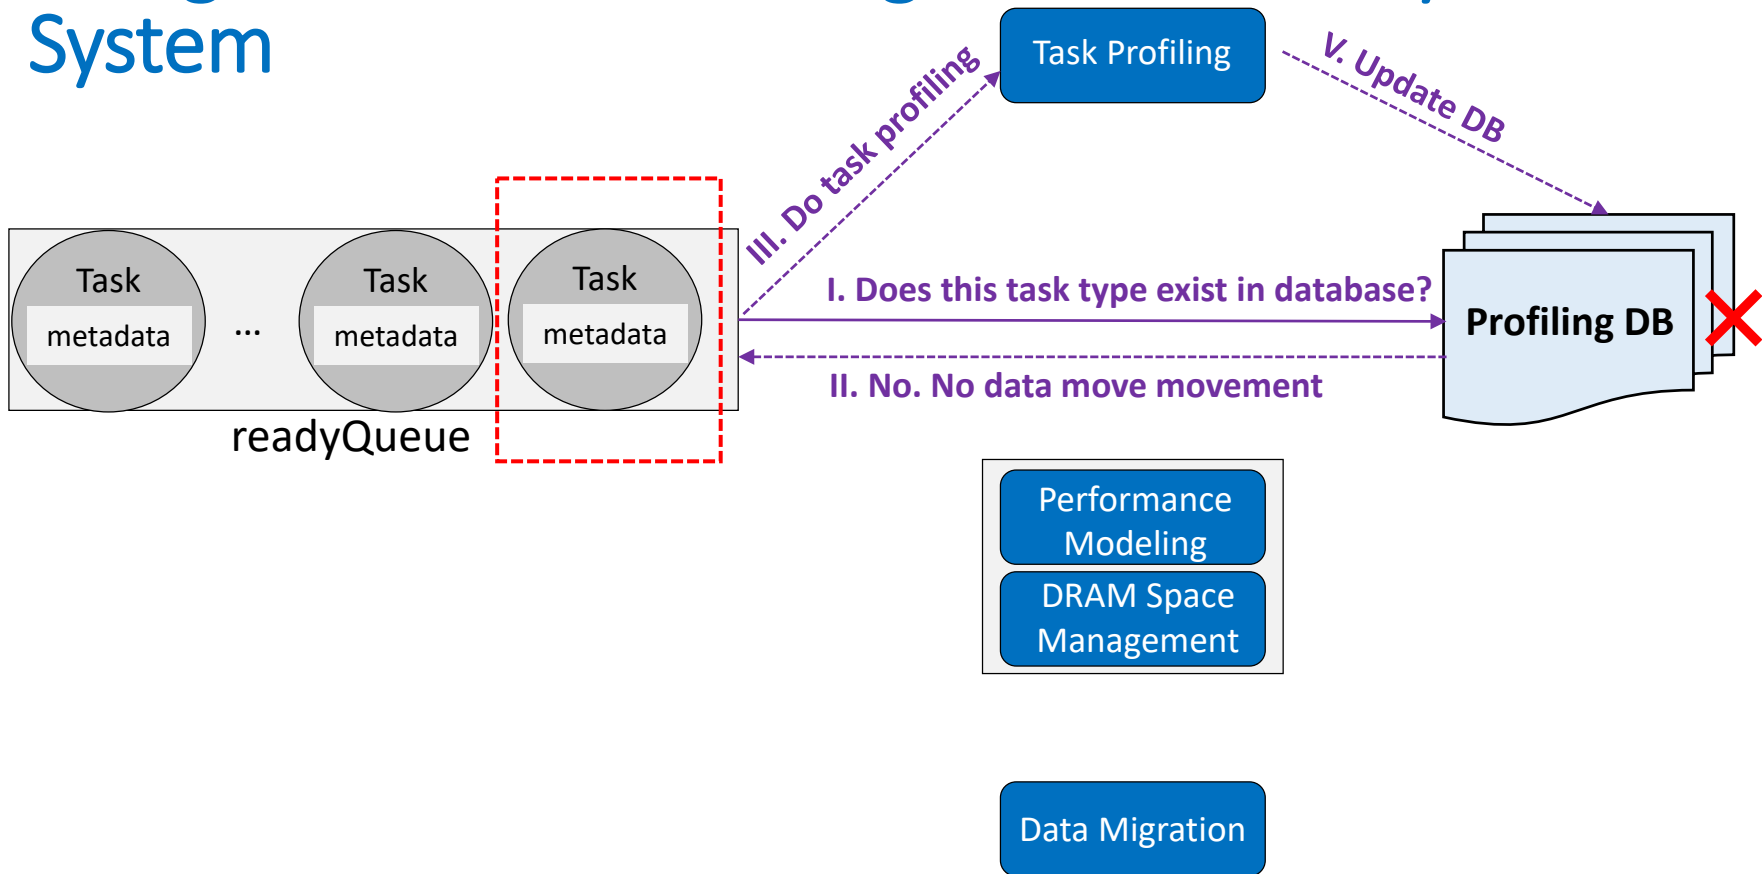 System
Task Profiling
V. Update DB
III. Do task profiling
Task
metadata
...
Task
metadata
Task
metadata
readyQueue
I. Does this task type exist in database?
II. No. No data move movement
Profiling DB
Performance
Modeling
DRAM Space
Management
Data Migration